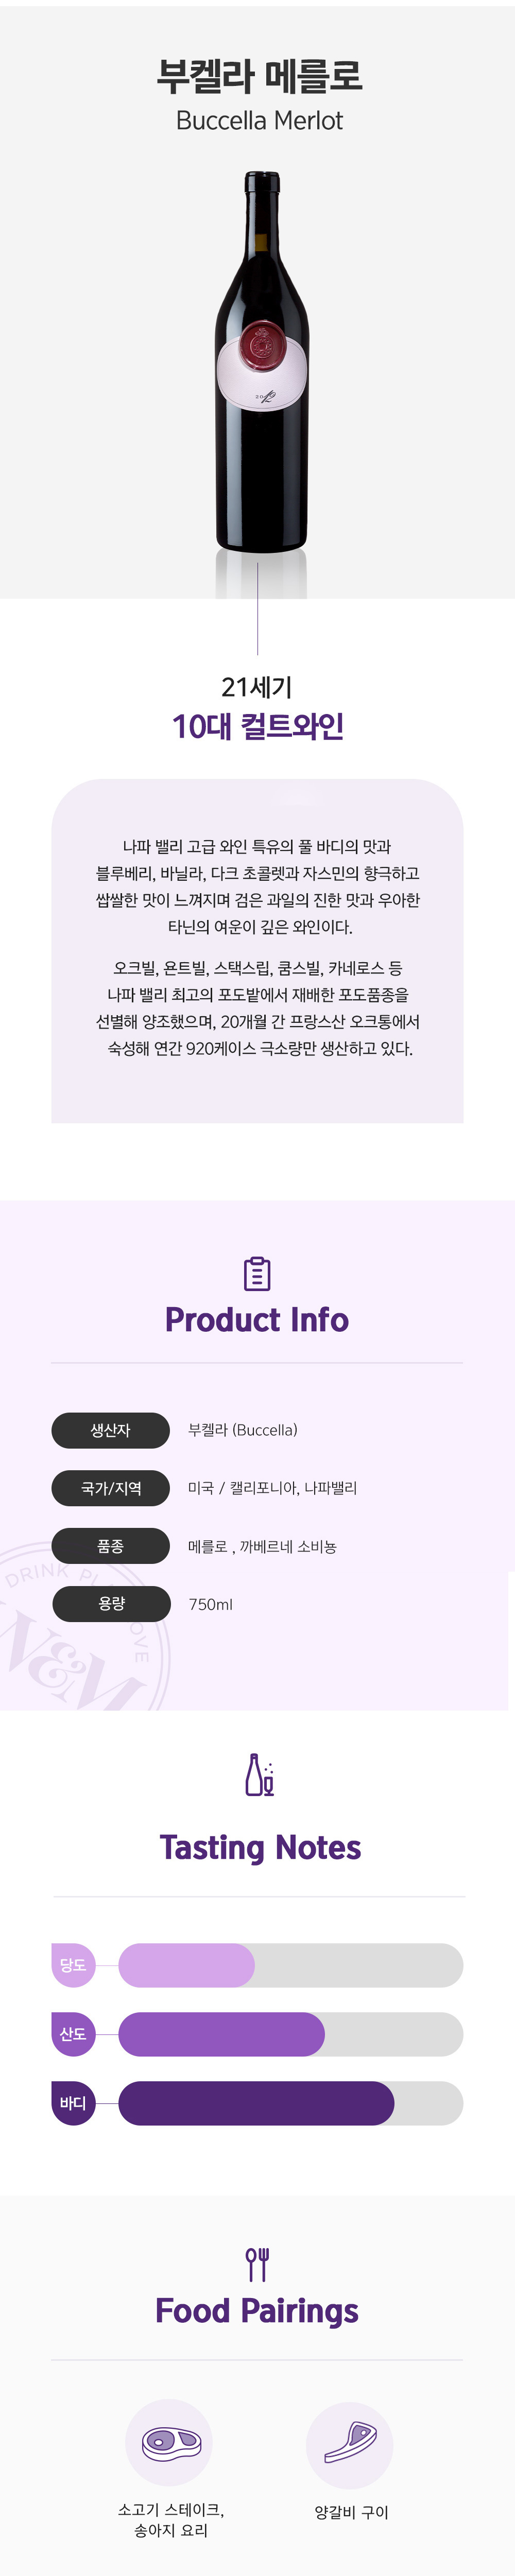 부켈라 메를로
Buccella Merlot
21세기
10대 컬트와인
나파 밸리 고급 와인 특유의 풀 바디의 맛과
블루베리, 바닐라, 다크 초콜렛과 자스민의 향극하고
쌉쌀한 맛이 느껴지며 검은 과일의 진한 맛과 우아한
타닌의 여운이 깊은 와인이다.
오크빌, 욘트빌, 스택스립, 쿰스빌, 카네로스 등
나파 밸리 최고의 포도밭에서 재배한 포도품종을
선별해 양조했으며, 20개월 간 프랑스산 오크통에서
숙성해 연간 920케이스 극소량만 생산하고 있다.
Product Info
생산자 부켈라 (Buccella)
국가/지역 미국 / 캘리포니아, 나파밸리
품종 메를로 , 까베르네 소비뇽
용량 750ml
DRINK
W&M
Tasting Notes
당도
산도
바디
Food Pairings
소고기 스테이크,
송아지 요리
양갈비 구이